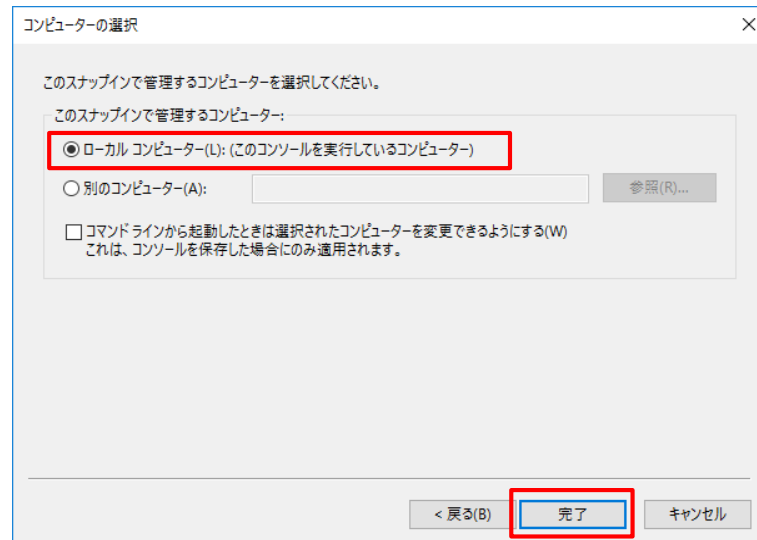 コンピューターの選択
このスナップインで管理するコンピューターを選択してください。
このスナップインで管理するコンピューター:
ローカル コンピューター(L): (このコンソールを実行しているコンピューター)
別のコンピューター(A):
参照(R)...
コマンド ラインから起動したときは選択されたコンピューターを変更できるようにする(W)
これは、コンソールを保存した場合にのみ適用されます。
< 戻る(B)
完了
キャンセル